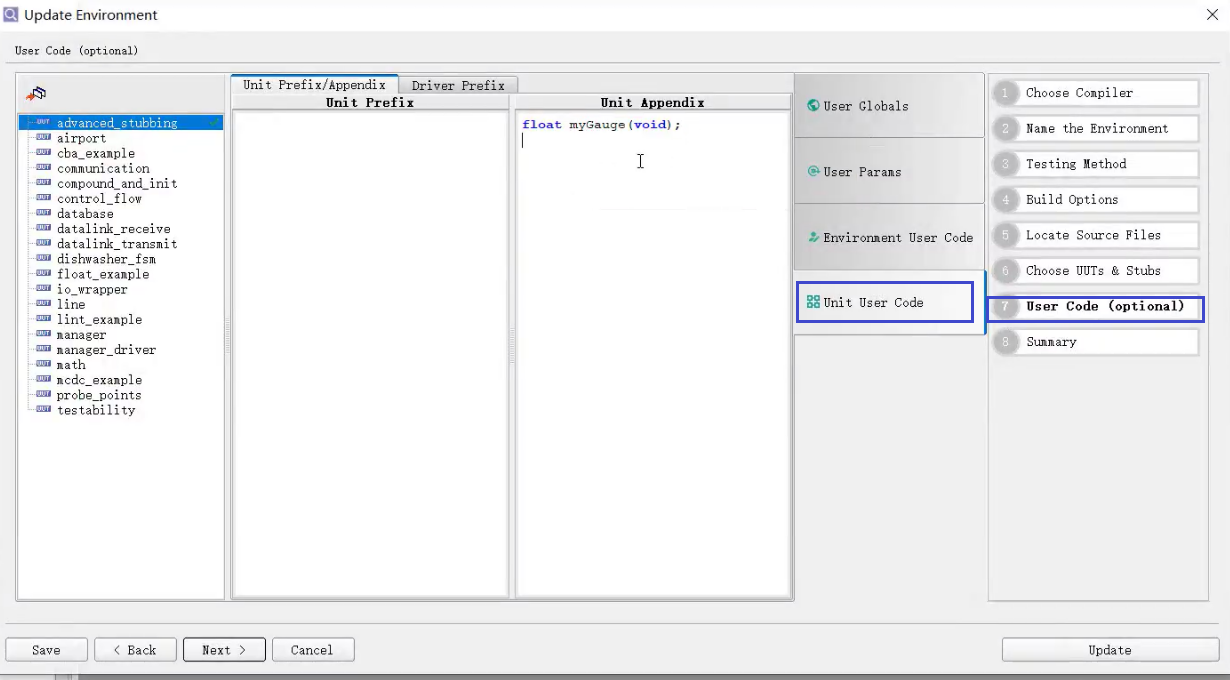 Update Environment
User Code (optional)
Unit Prefix/Appendix
Driver Prefix
Unit Prefix
Unit Appendix
advanced_stubbing
airport
cba_example
communication
compound_and_init
control_flow
database
datalink_receive
datalink_transmit
dishwasher_fsm
float_example
io_wrapper
line
lint_example
manager
manager_driver
math
mcdc_example
probe_points
testability
float myGauge(void);
User Globals
User Params
Environment User Code
Unit User Code
1 Choose Compiler
2 Name the Environment
3 Testing Method
4 Build Options
5 Locate Source Files
6 Choose UUTs & Stubs
7 User Code (optional)
8 Summary
Save
< Back
Next >
Cancel
Update